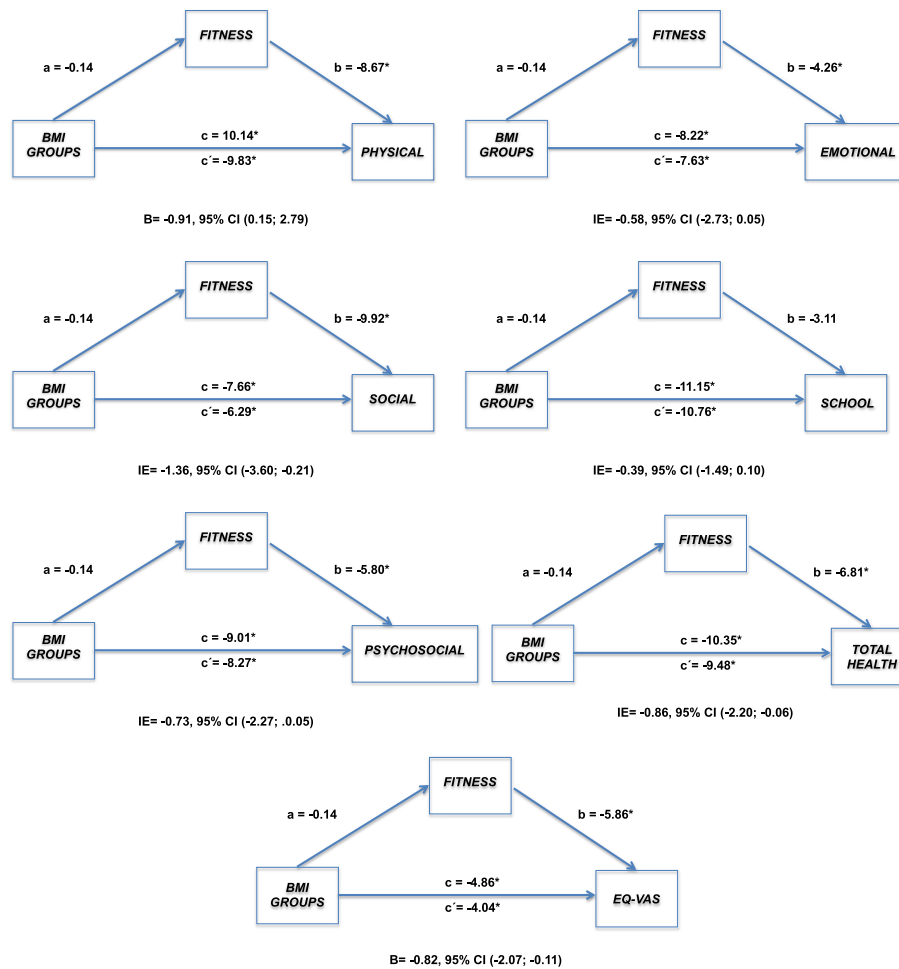 FITNESS
a = -0.14
b = -8.67*
BMI
GROUPS
c = 10.14*
c´= -9.83*
PHYSICAL
B= -0.91, 95% CI (0.15; 2.79)
FITNESS
a = -0.14
b = -4.26*
BMI
GROUPS
c = -8.22*
c´= -7.63*
EMOTIONAL
IE= -0.58, 95% CI (-2.73; 0.05)
FITNESS
a = -0.14
b = -9.92*
BMI
GROUPS
c = -7.66*
c´= -6.29*
SOCIAL
IE= -1.36, 95% CI (-3.60; -0.21)
FITNESS
a = -0.14
b = -3.11
BMI
GROUPS
c = -11.15*
c´= -10.76*
SCHOOL
IE= -0.39, 95% CI (-1.49; 0.10)
FITNESS
a = -0.14
b = -5.80*
BMI
GROUPS
c = -9.01*
c´= -8.27*
PSYCHOSOCIAL
IE= -0.73, 95% CI (-2.27; .0.05)
FITNESS
a = -0.14
b = -6.81*
BMI
GROUPS
c = -10.35*
c´= -9.48*
TOTAL
HEALTH
IE= -0.86, 95% CI (-2.20; -0.06)
FITNESS
a = -0.14
b = -5.86*
BMI
GROUPS
c = -4.86*
c´= -4.04*
EQ-VAS
B= -0.82, 95% CI (-2.07; -0.11)